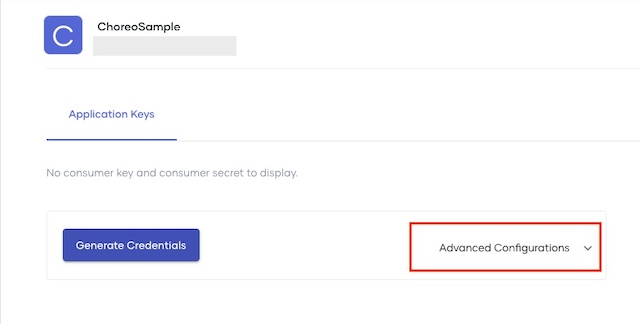 C
ChoreoSample
Application Keys
No consumer key and consumer secret to display.
Generate Credentials
Advanced Configurations